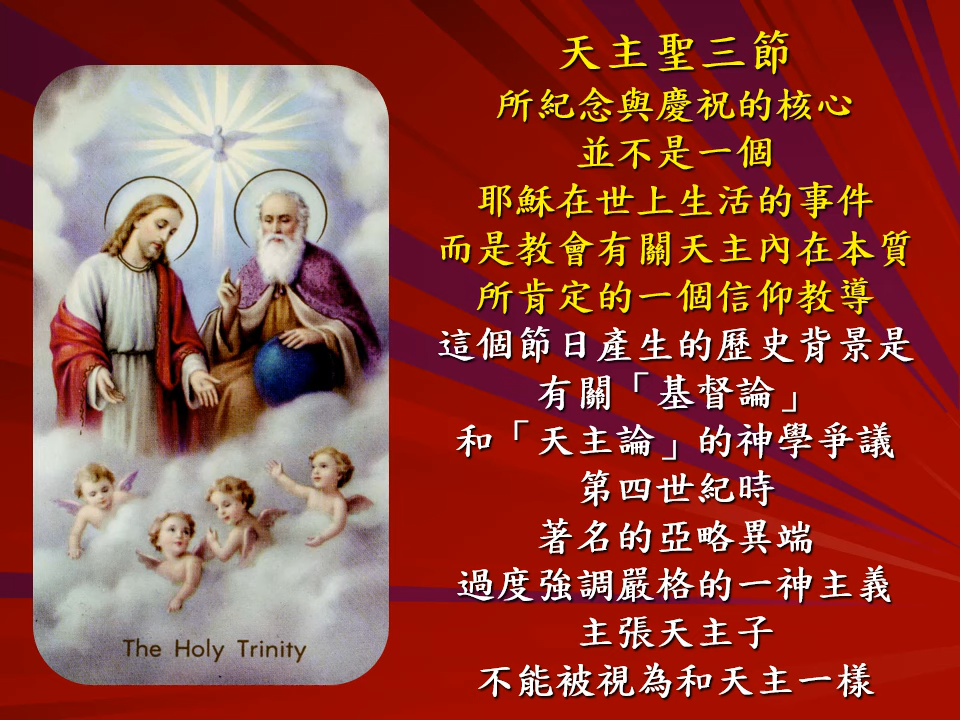 天主聖三節
所紀念與慶祝的核心
並不是一個
耶穌在世上生活的事件
而是教會有關天主內在本質
所肯定的一個信仰教導
這個節日產生的歷史背景是
有關「基督論」
和「天主論」的神學爭議
第四世紀時
著名的亞略異端
過度強調嚴格的一神主義
主張天主子
不能被視為和天主一樣
The Holy Trinity